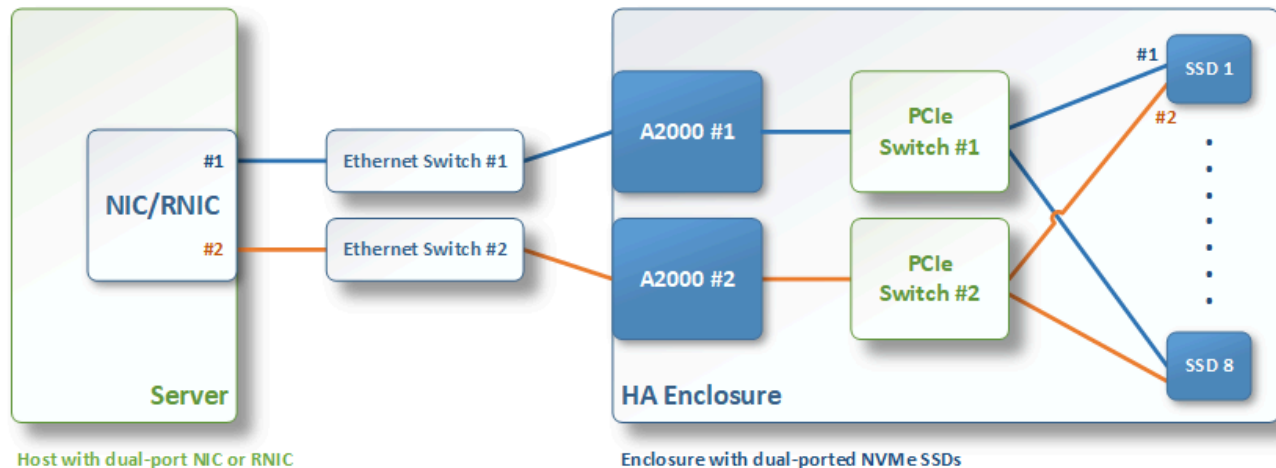 #1
NIC/RNIC
#2
Server
Host with dual-port NIC or RNIC
Ethernet Switch #1
Ethernet Switch #2
A2000 #1
A2000 #2
PCIe
Switch #1
PCIe
Switch #2
#1
#2
SSD 1
SSD 8
HA Enclosure
Enclosure with dual-ported NVMe SSDs